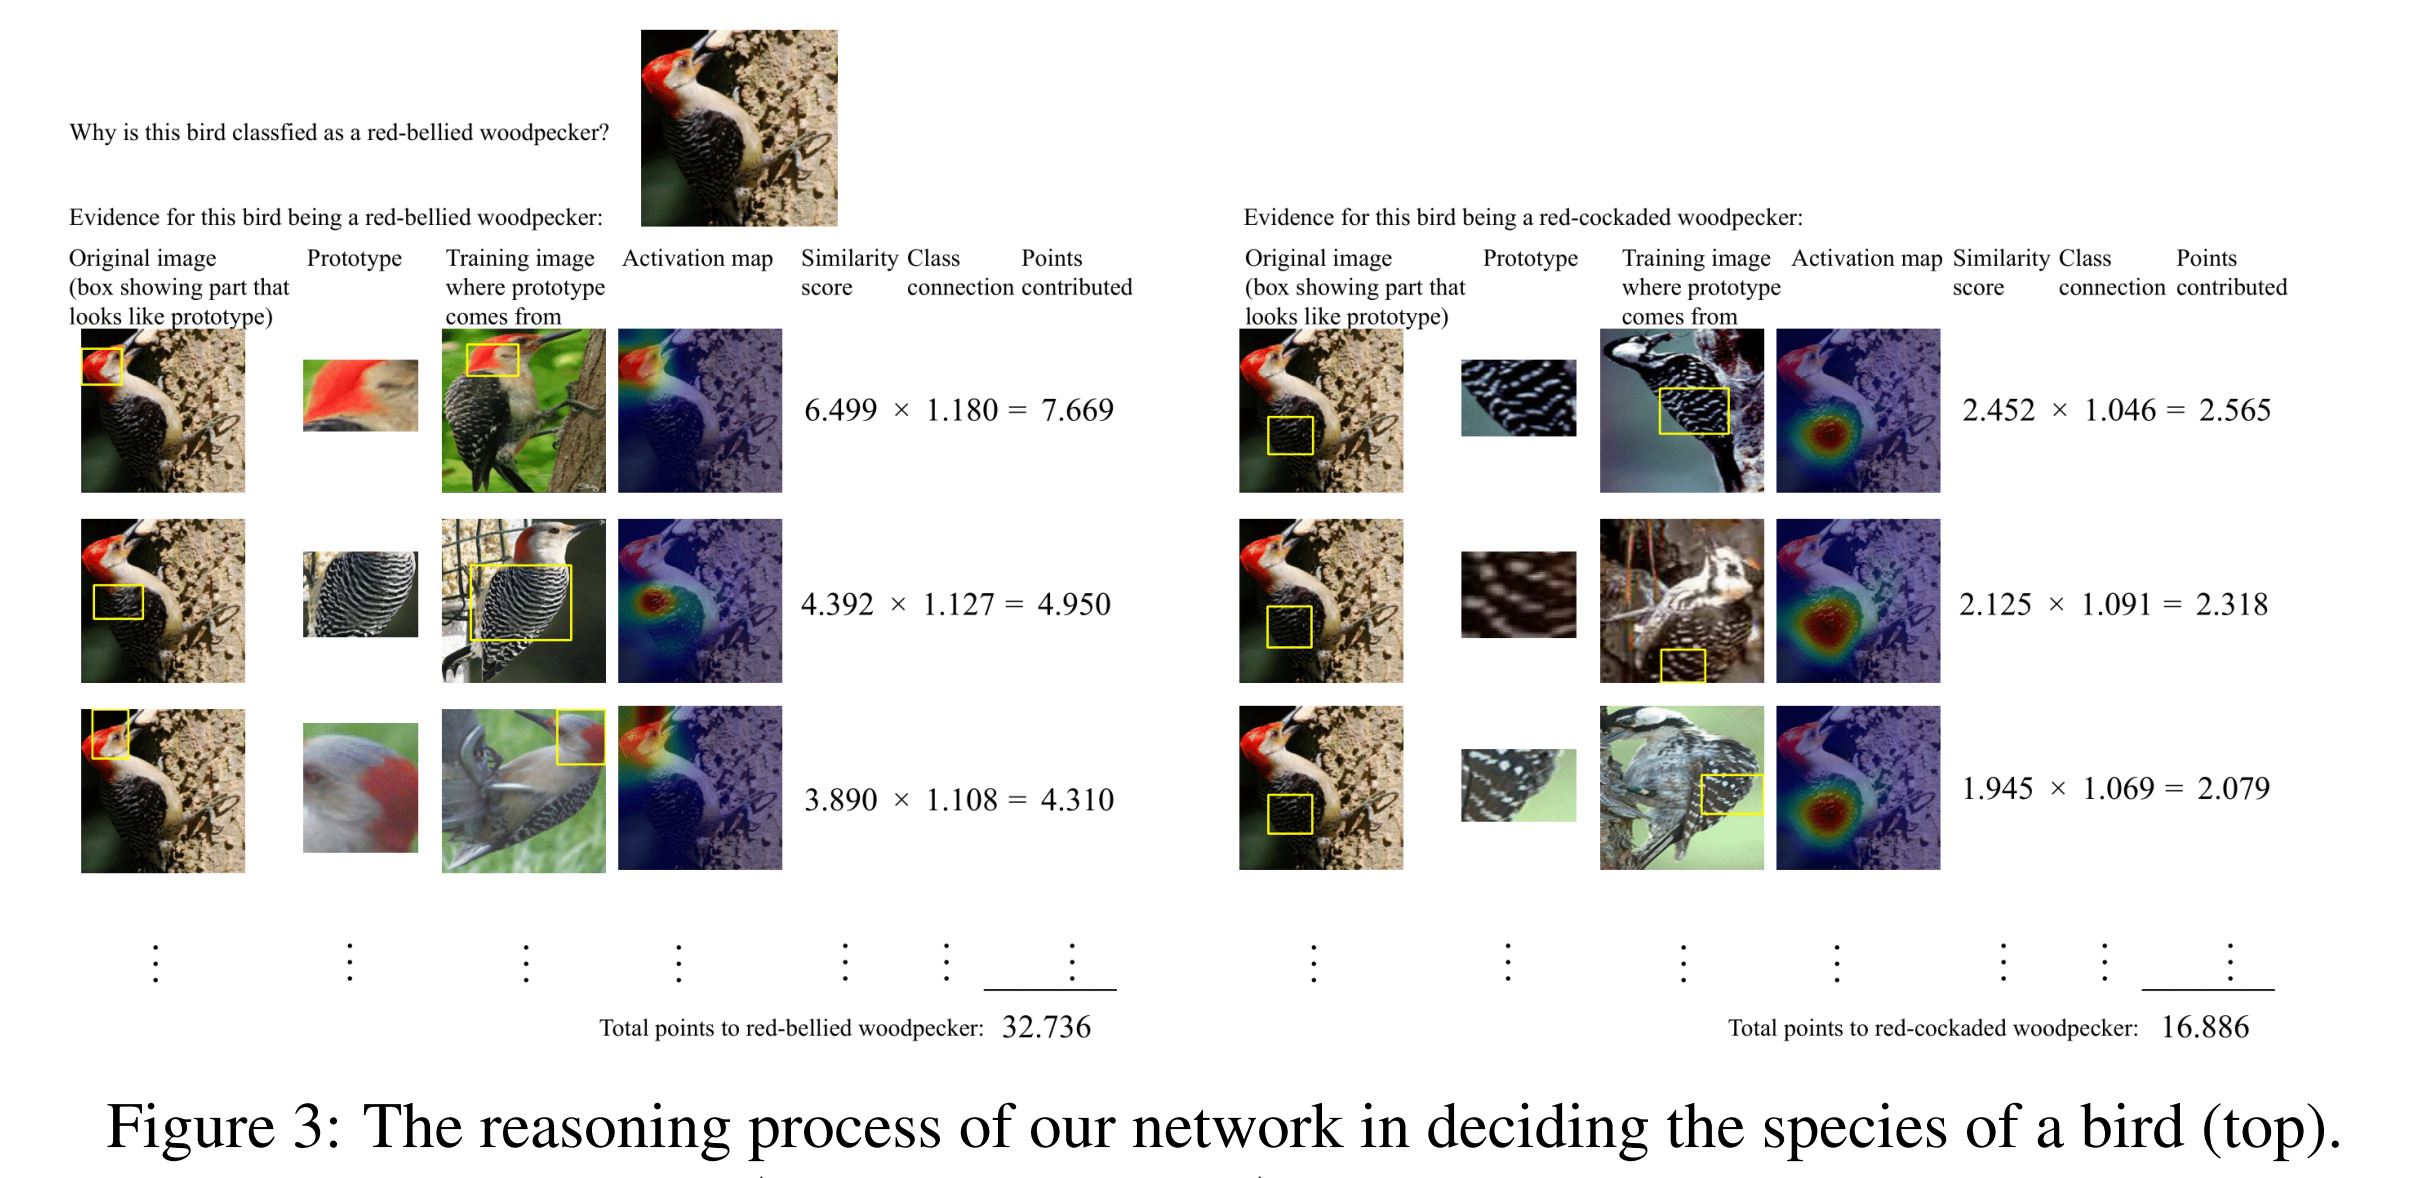 Why is this bird classfied as a red-bellied woodpecker?
Evidence for this bird being a red-bellied woodpecker:
Original image
(box showing part that
looks like prototype)
Prototype
Training image
where prototype
comes from
Activation map
Similarity
score
Class
connection
Points
contributed
6.499 × 1.180 = 7.669
4.392 × 1.127 = 4.950
3.890 × 1.108 = 4.310
Total points to red-bellied woodpecker: 32.736
Evidence for this bird being a red-cockaded woodpecker:
Original image
(box showing part that
looks like prototype)
Prototype
Training image
where prototype
comes from
Activation map
Similarity
score
Class
connection
Points
contributed
2.452 × 1.046 = 2.565
2.125 × 1.091 = 2.318
1.945 × 1.069 = 2.079
Total points to red-cockaded woodpecker: 16.886
Figure 3: The reasoning process of our network in deciding the species of a bird (top).